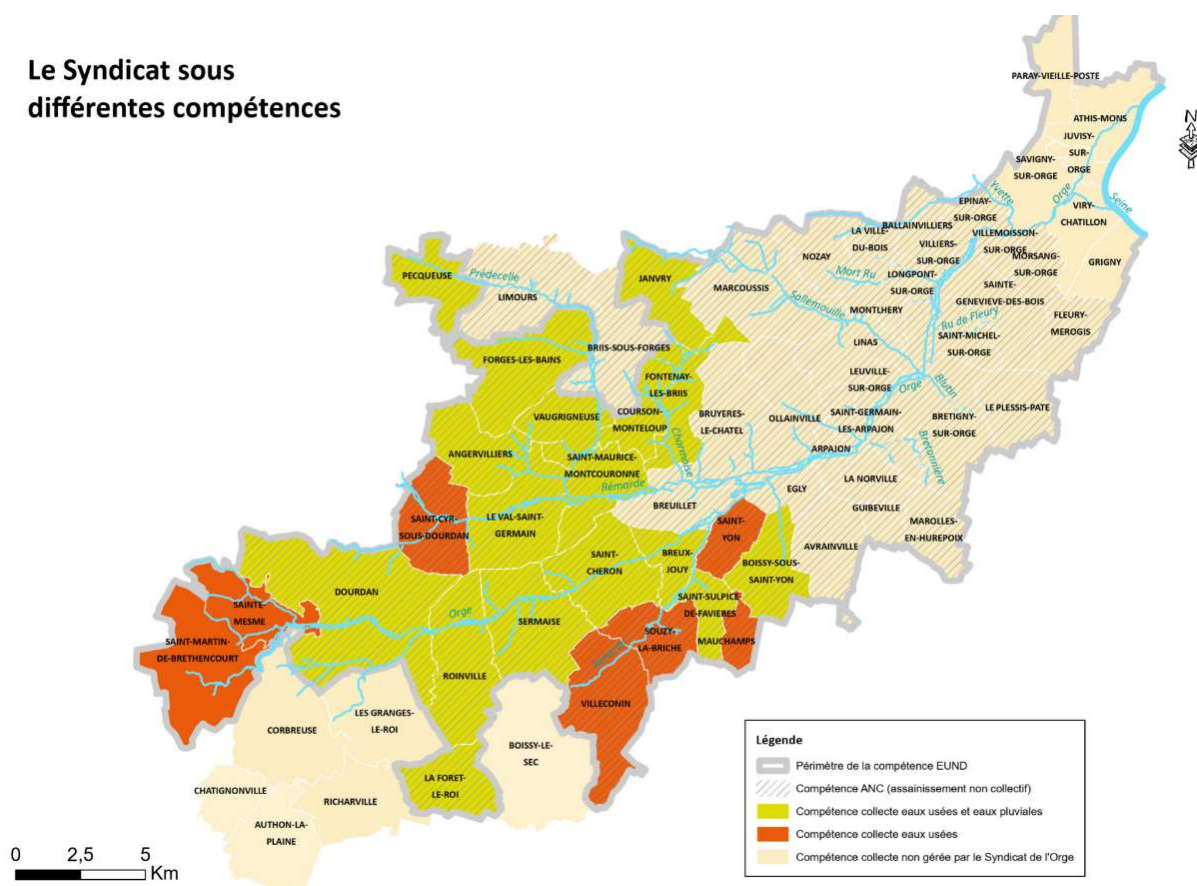 Le Syndicat sous
différentes compétences
N
PARAY-VIEILLE-POSTE
ATHIS-MONS
JUVISY-
SUR-
ORGE
SAVIGNY-
SUR-ORGE
Yvette
Orge
Seine
VIRY-
CHATILLON
EPINAY-
SUR-ORGE
BALLAINVILLIERS
LA VILLE-
DU-BOIS
VILLIERS-
SUR-ORGE
VILLEMOISSON-
SUR-ORGE
MORSANG-
SUR-ORGE
GRIGNY
NOZAY
Mort Ru
LONGPONT-
SUR-ORGE
SAINTE-
GENEVIEVE-DES-BOIS
PECQUEUSE
Prédecelle
LIMOURS
JANVRY
MARCOUSSIS
Sallemouille
MONTLHERY
Ru de Fleury
FLEURY-
MEROGIS
SAINT-MICHEL-
SUR-ORGE
LINAS
BRIIS-SOUS-FORGES
FORGES-LES-BAINS
FONTENAY-
LES-BRIIS
LEUVILLE-
SUR-ORGE
Orge
Blutin
VAUGRIGNEUSE
COURSON-
MONTELOUP
BRUYERES-
LE-CHATEL
OLLAINVILLE
SAINT-GERMAIN-
LES-ARPAJON
BRETIGNY-
SUR-ORGE
LE PLESSIS-PATE
Charmoise
ARPAJON
Bretonnière
ANGERVILLIERS
SAINT-MAURICE-
MONTCOURONNE
LA NORVILLE
Rémarde
EGLY
BREUILLET
GUIBEVILLE
SAINT-CYR-
SOUS-DOURDAN
LE VAL-SAINT-
GERMAIN
SAINT-
YON
MAROLLES-
EN-HUREPOIX
AVRAINVILLE
SAINT-
CHERON
BREUX-
JOUY
BOISSY-SOUS-
SAINT-YON
DOURDAN
SAINT-SULPICE-
DE-FAVIERES
SAINTE-
MESME
Orge
SERMAISE
SOUZY-
LA-BRICHE
MAUCHAMPS
SAINT-MARTIN-
DE-BRETHENCOURT
ROINVILLE
VILLECONIN
LES GRANGES-
LE-ROI
CORBREUSE
BOISSY-LE-
SEC
LA FORET-
LE-ROI
CHATIGNONVILLE
RICHARVILLE
AUTHON-LA-
PLAINE
Légende
Périmètre de la compétence EUND
Compétence ANC (assainissement non collectif)
Compétence collecte eaux usées et eaux pluviales
Compétence collecte eaux usées
Compétence collecte non gérée par le Syndicat de l'Orge
0 2,5 5
Km